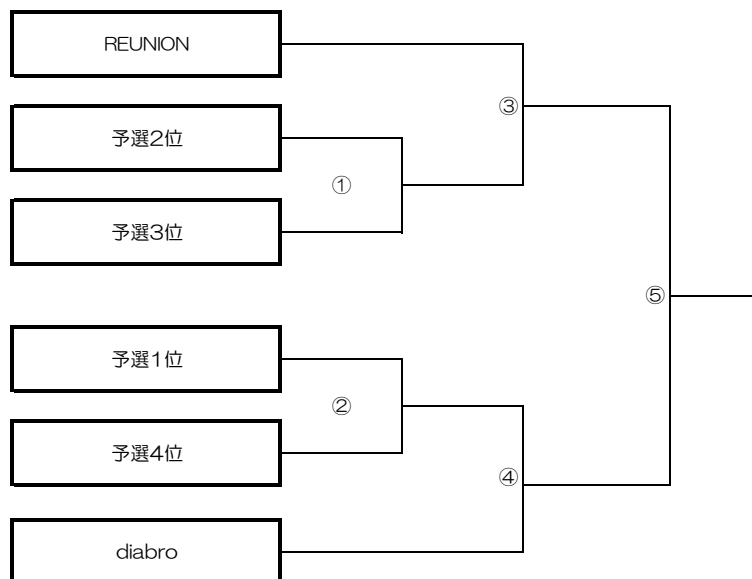 REUNION
③
予選2位
①
予選3位
⑤
予選1位
②
予選4位
④
diabro